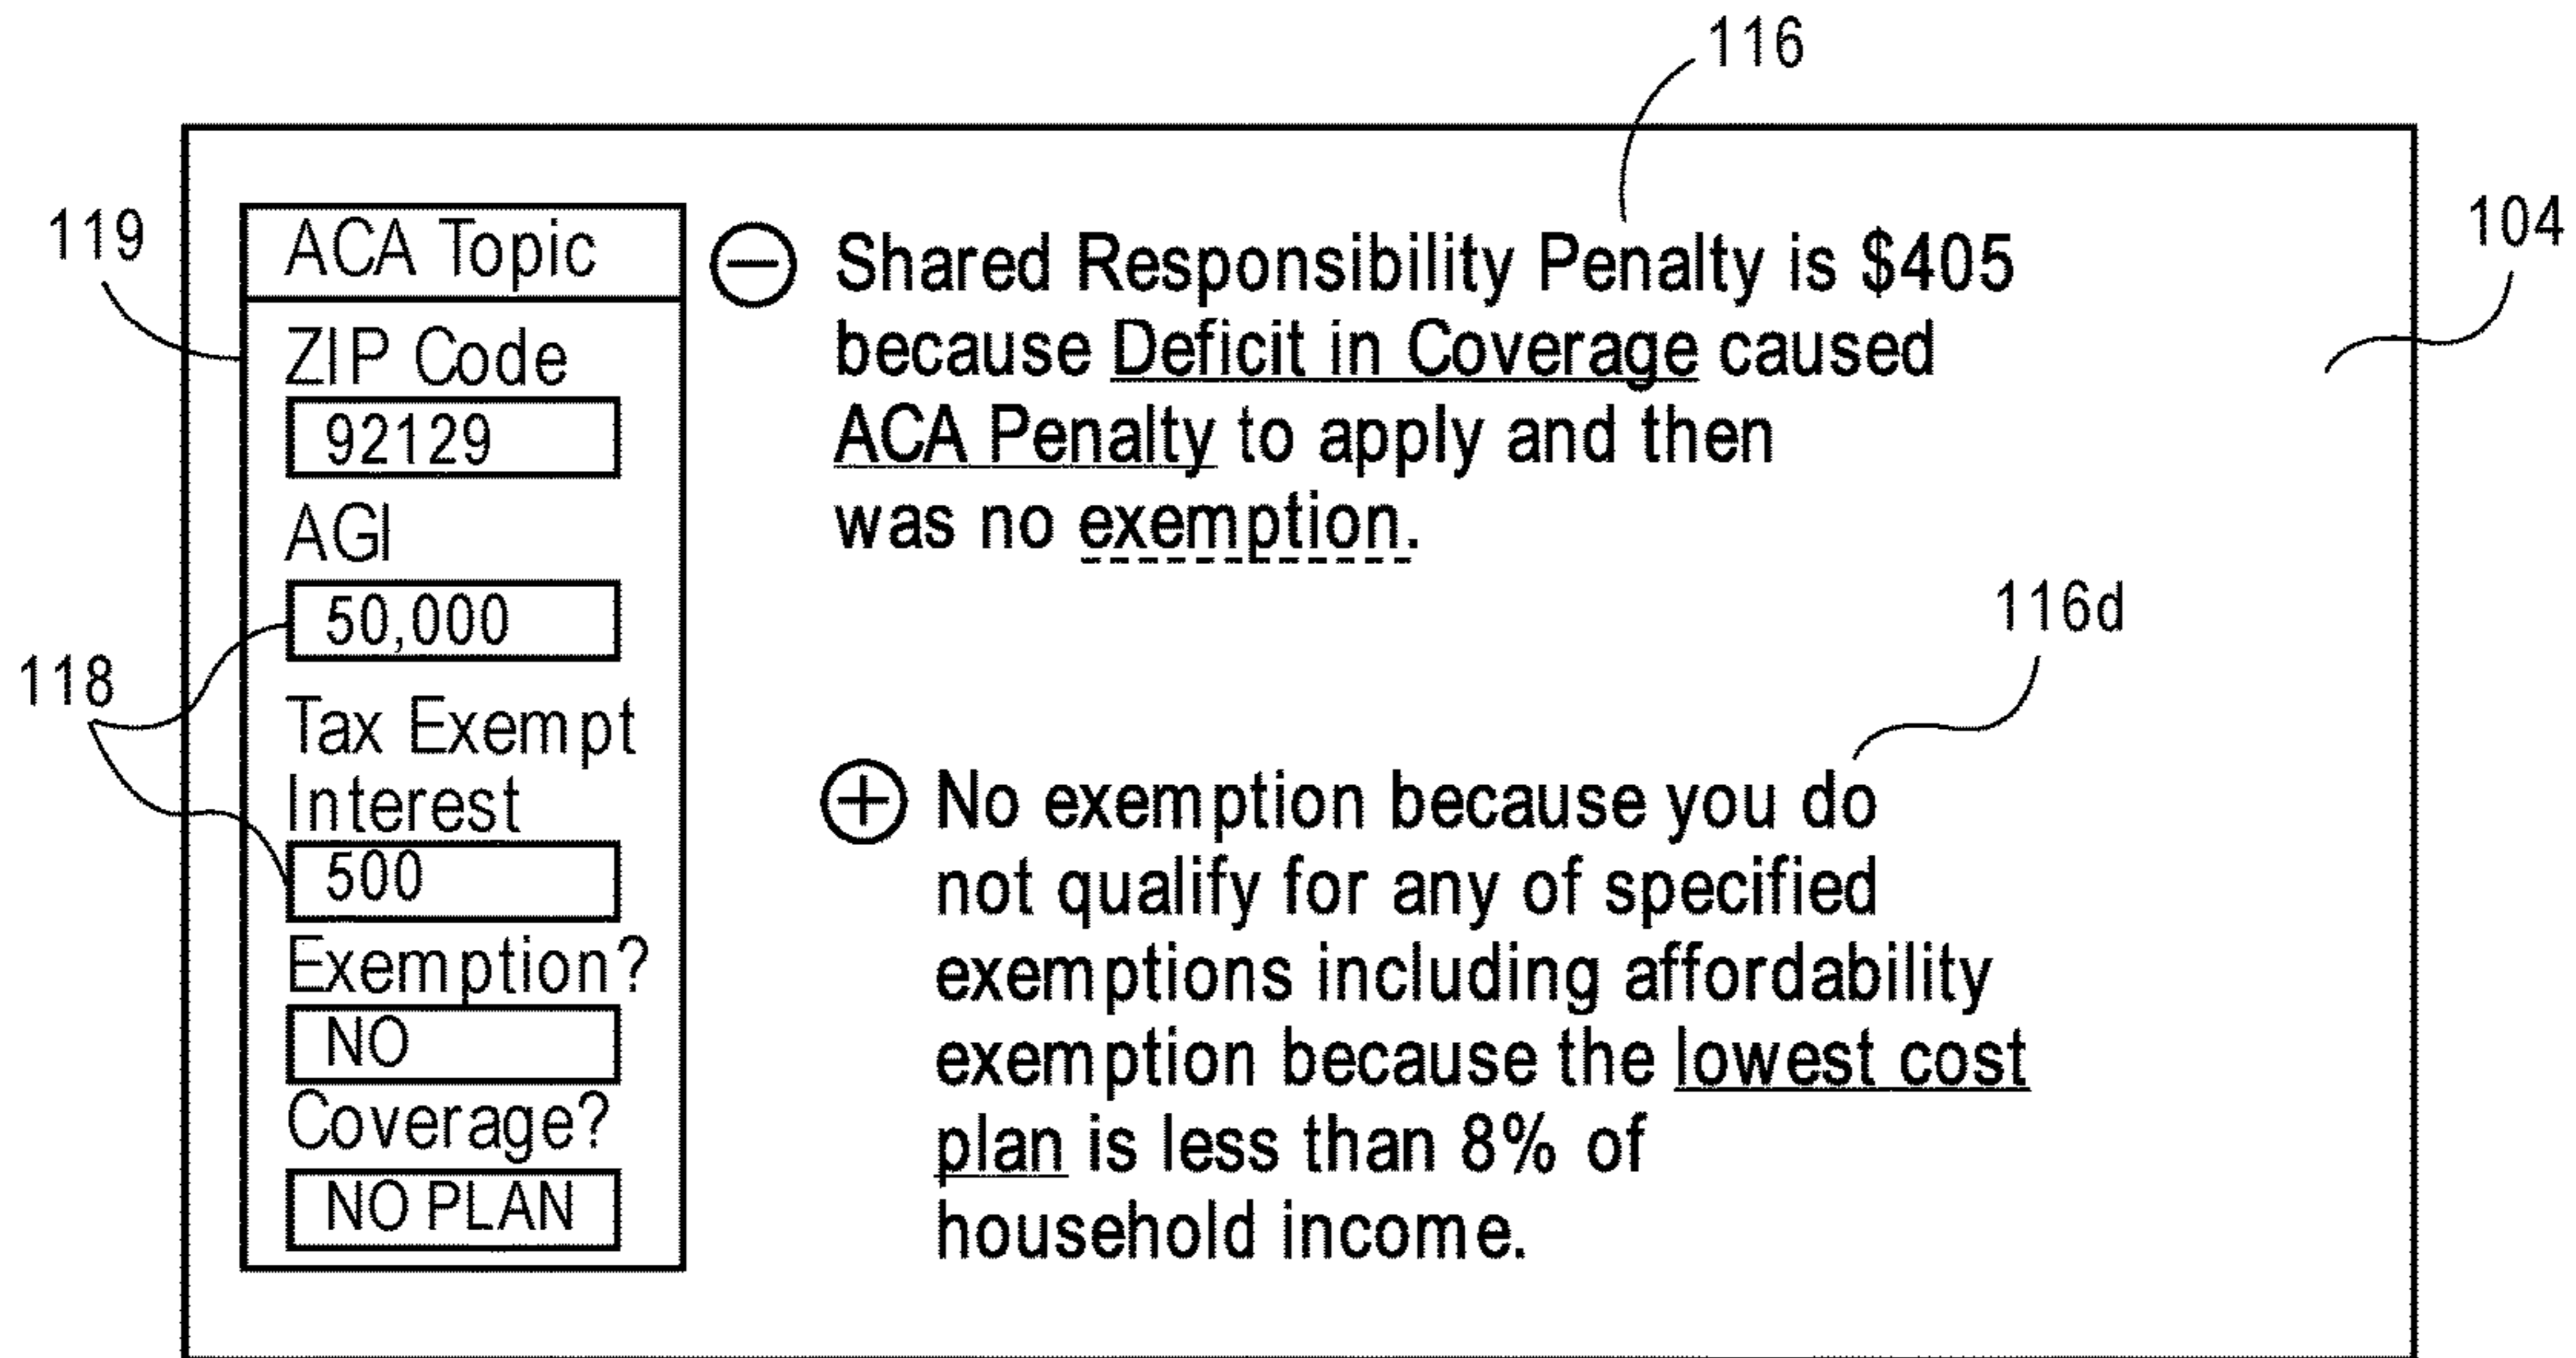 116
119
104
ACA Topic
ZIP Code
92129
AGI
50,000
118
Tax Exempt
Interest
500
Exemption?
NO
Coverage?
NO PLAN
Shared Responsibility Penalty is $405
because Deficit in Coverage caused
ACA Penalty to apply and then
was no exemption.
116d
No exemption because you do
not qualify for any of specified
exemptions including affordability
exemption because the lowest cost
plan is less than 8% of
household income.